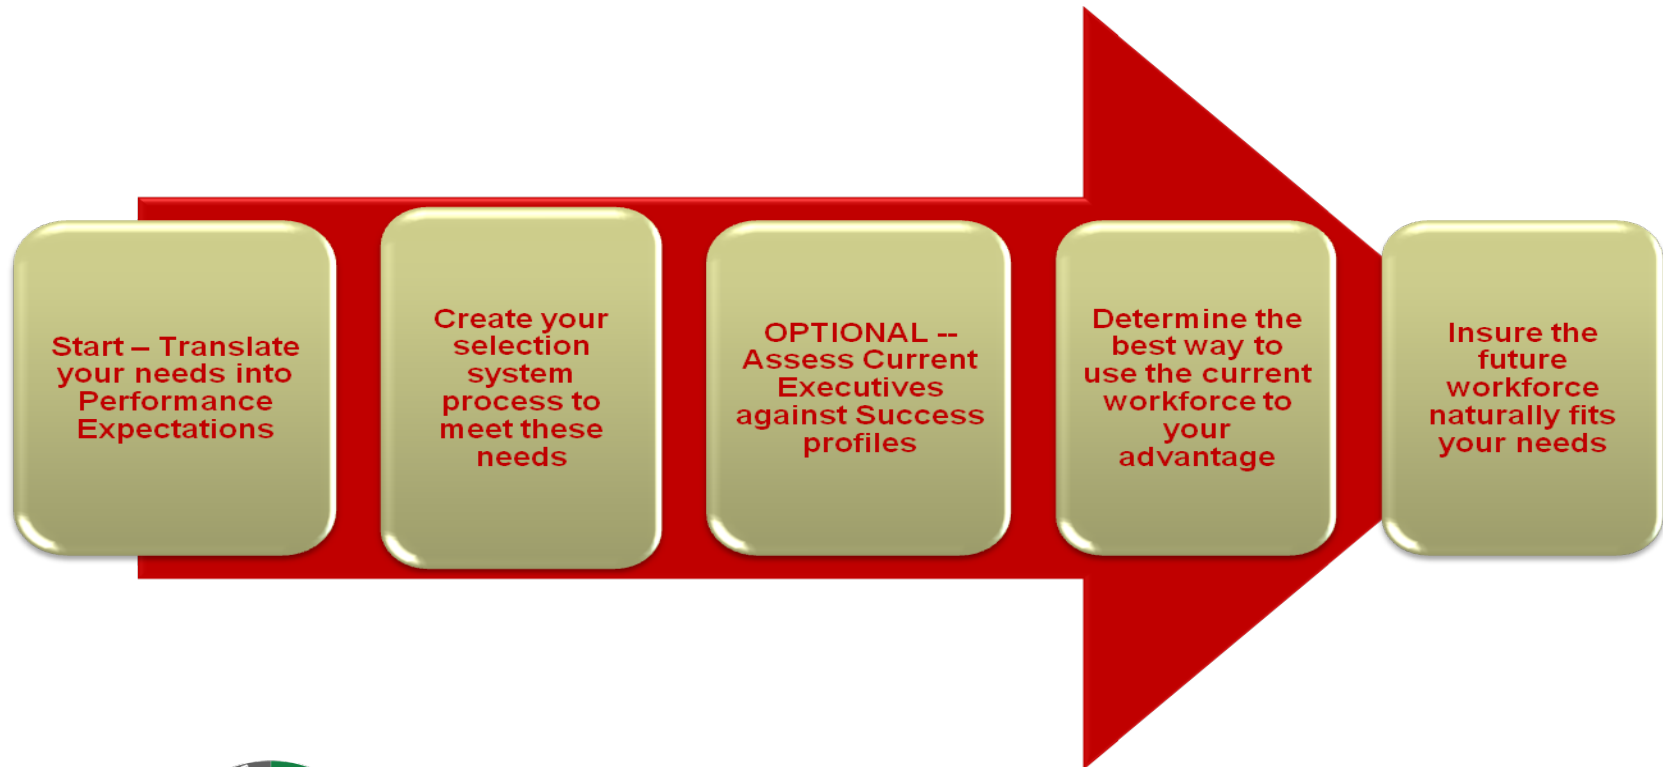 Start – Translate
your needs into
Performance
Expectations
Create your
selection
system
process to
meet these
needs
OPTIONAL --
Assess Current
Executives
against Success
profiles
Determine the
best way to
use the current
workforce to
your
advantage
Insure the
future
workforce
naturally fits
your needs